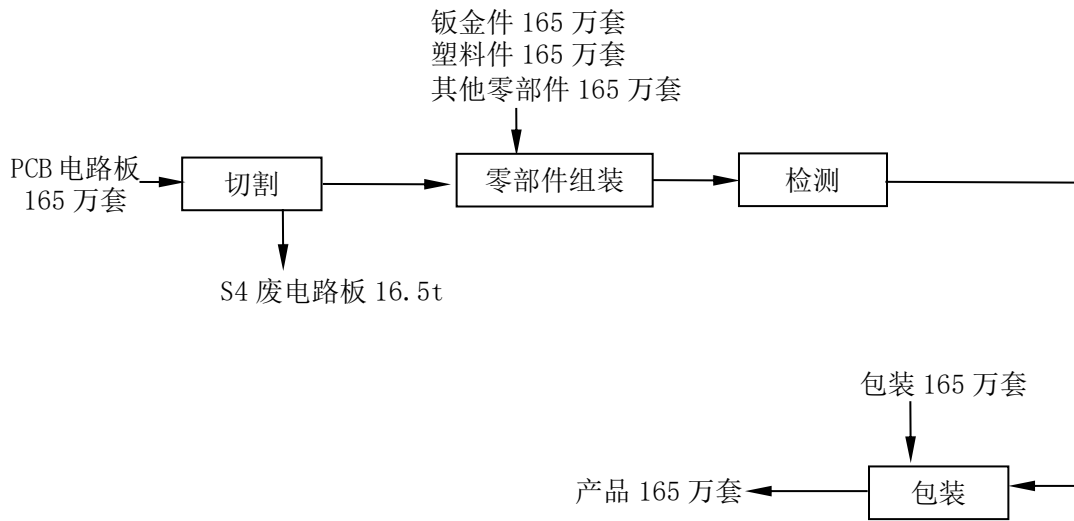 钣金件 165 万套
塑料件 165 万套
其他零部件 165 万套
PCB 电路板
165 万套
切割
零部件组装
检测
S4 废电路板 16.5t
包装 165 万套
产品 165 万套
包装